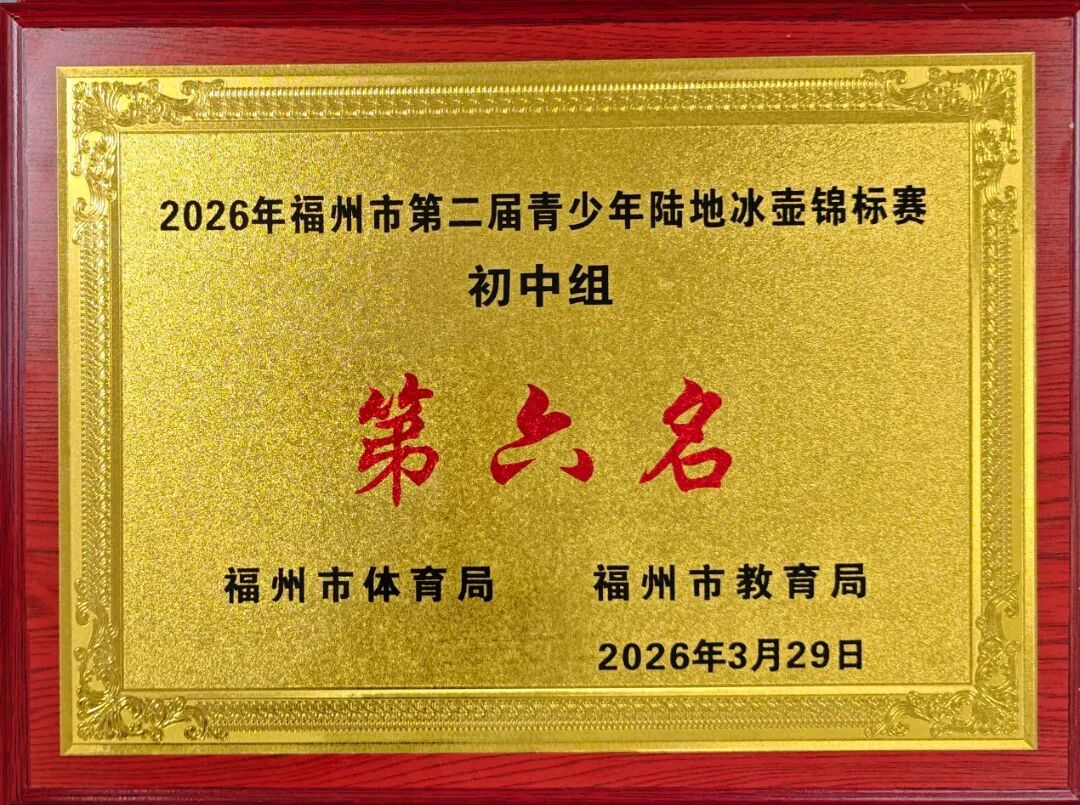 2026年福州市第二届青少年陆地冰壶锦标赛
初中组
第六名
福州市体育局 福州市教育局
2026年3月29日